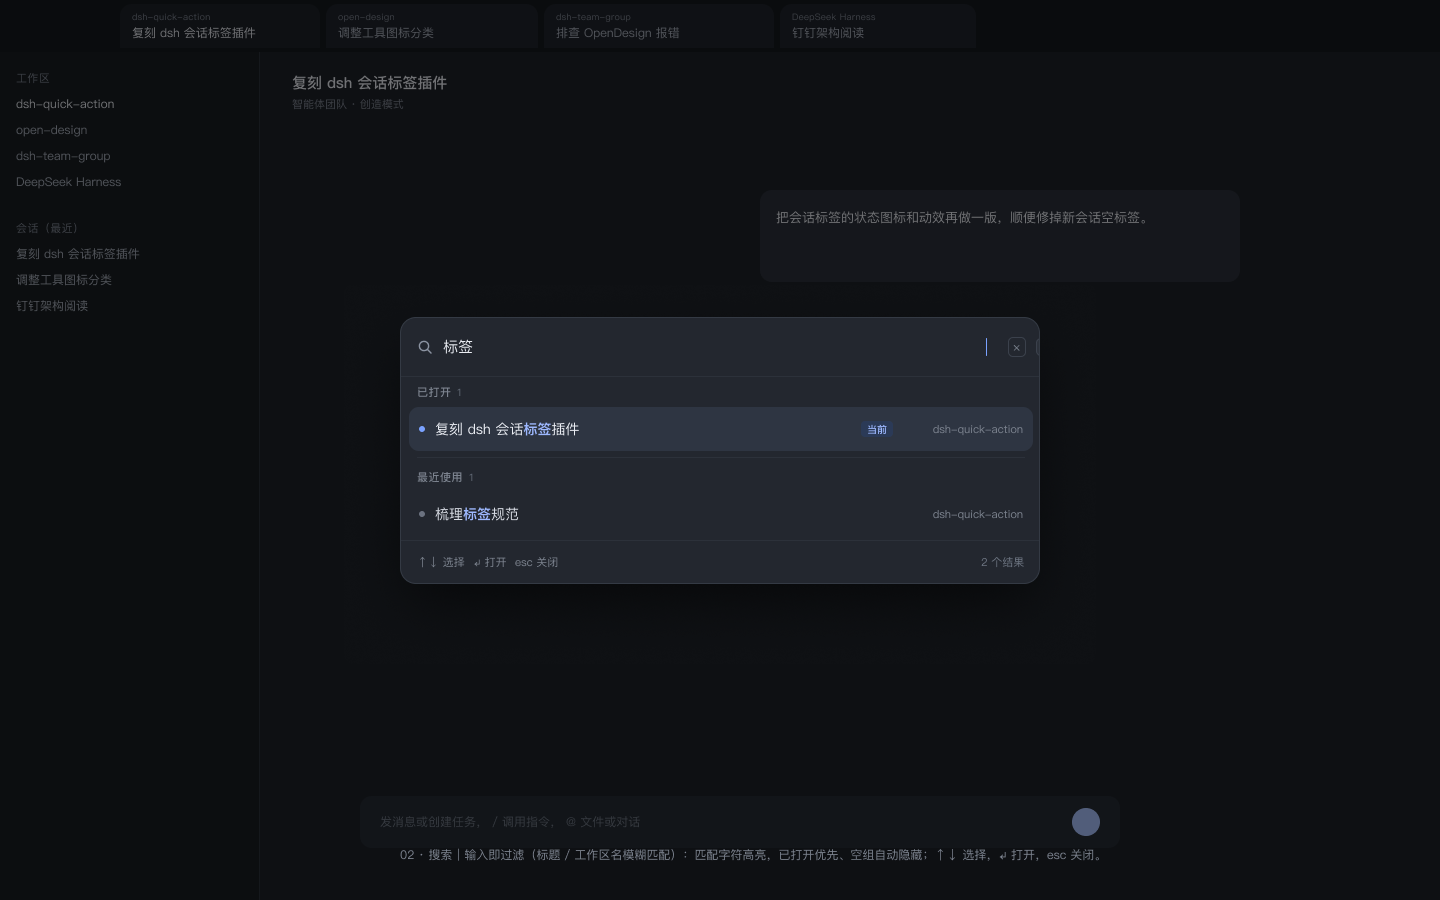 dsh-quick-action
复刻 dsh 会话标签插件
open-design
调整工具图标分类
dsh-team-group
排查 OpenDesign 报错
DeepSeek Harness
钉钉架构阅读
工作区
dsh-quick-action
open-design
dsh-team-group
DeepSeek Harness
会话（最近）
复刻 dsh 会话标签插件
调整工具图标分类
钉钉架构阅读
复刻 dsh 会话标签插件
智能体团队 · 创造模式
把会话标签的状态图标和动效再做一版，顺便修掉新会话空标签。
标签
已打开 1
复刻 dsh 会话标签插件 当前 dsh-quick-action
最近使用 1
梳理标签规范 dsh-quick-action
↑↓ 选择 ↲ 打开 esc 关闭 2 个结果
发消息或创建任务， / 调用指令， @ 文件或对话
02 · 搜索｜输入即过滤（标题 / 工作区名模糊匹配）：匹配字符高亮，已打开优先、空组自动隐藏；↑↓ 选择，↲ 打开，esc 关闭。